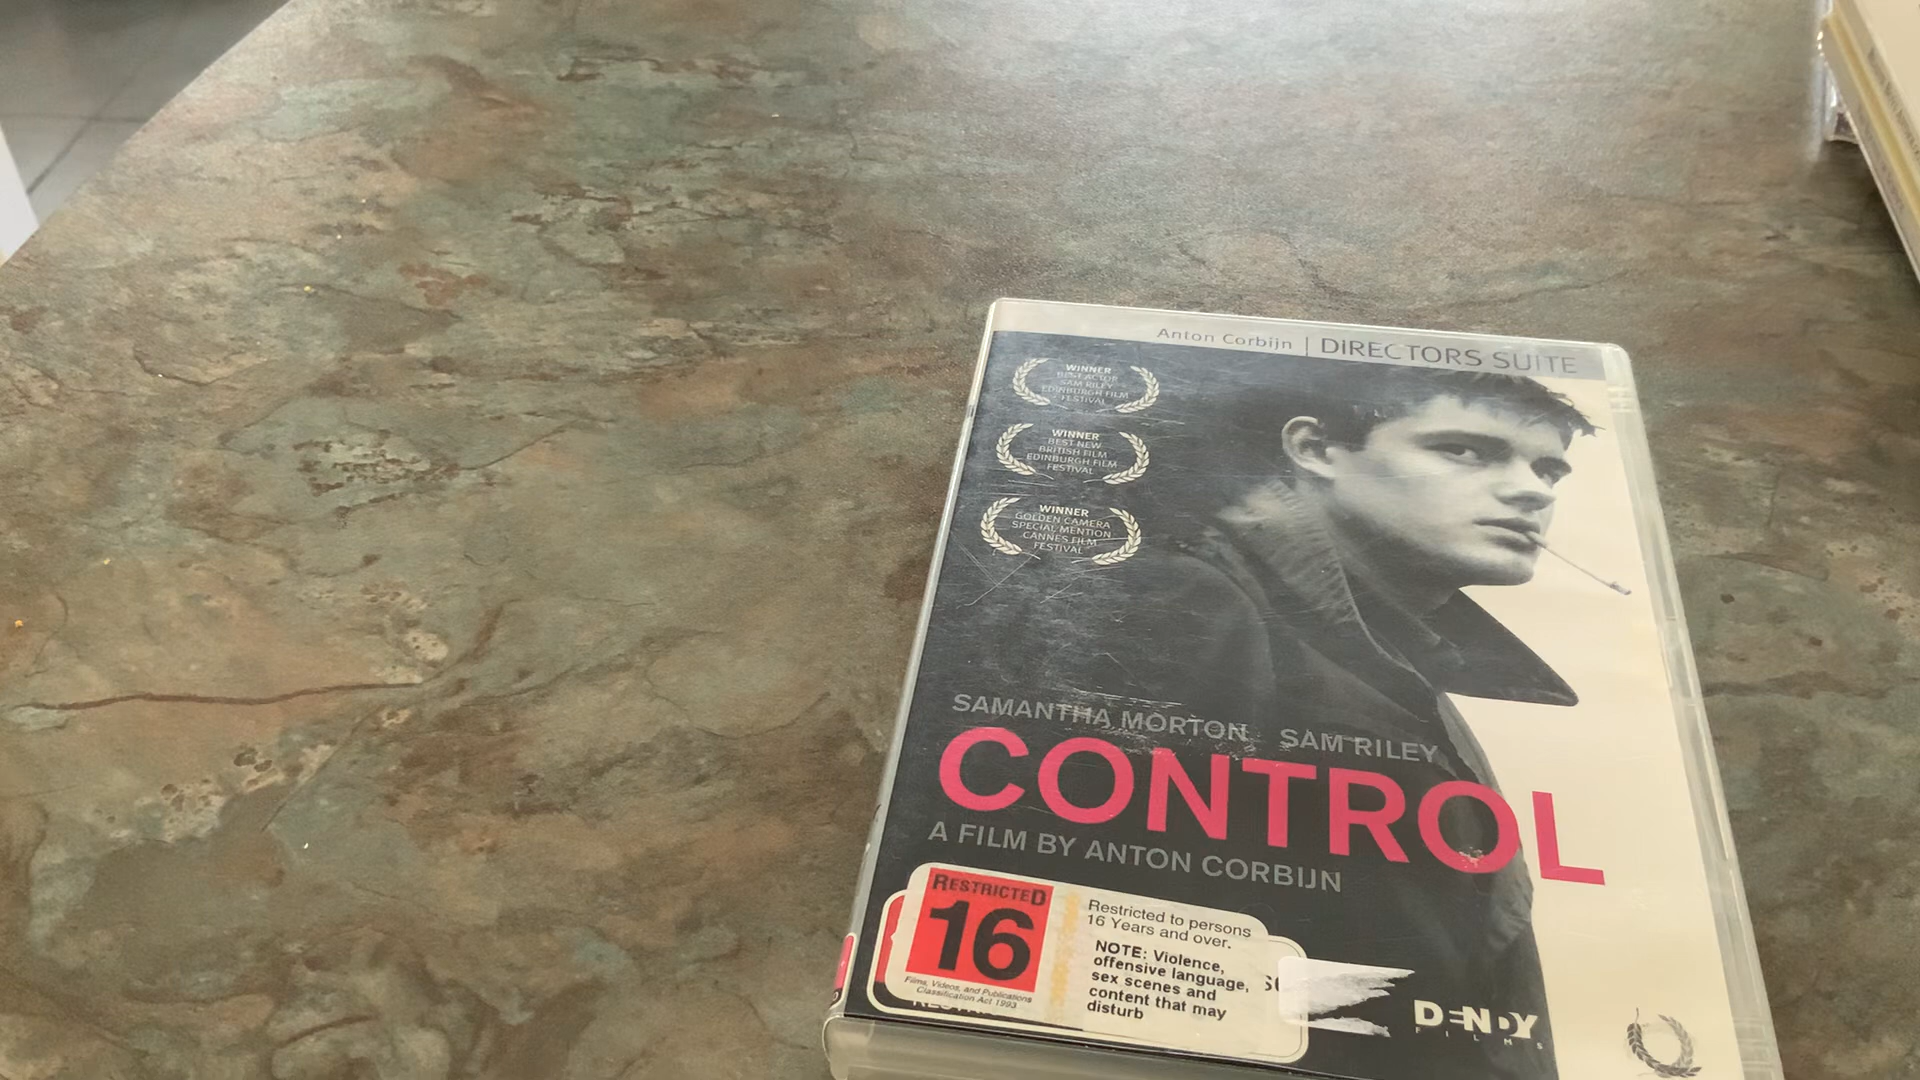 Anton Corbijn | DIRECTORS SUITE
WINNER
BEST ACTOR
SAM RILEY
EDINBURGH FILM
FESTIVAL
WINNER
BEST NEW
BRITISH FILM
EDINBURGH FILM
FESTIVAL
WINNER
GOLDEN CAMERA
SPECIAL MENTION
CANNES FILM
FESTIVAL
SAMANTHA MORTON SAM RILEY
CONTROL
A FILM BY ANTON CORBIJN
RESTRICTED
16
Films, Videos, and Publications
Classification Act 1993
Restricted to persons
16 Years and over.
NOTE: Violence,
offensive language,
sex scenes and
content that may
disturb
DENDY
FILMS